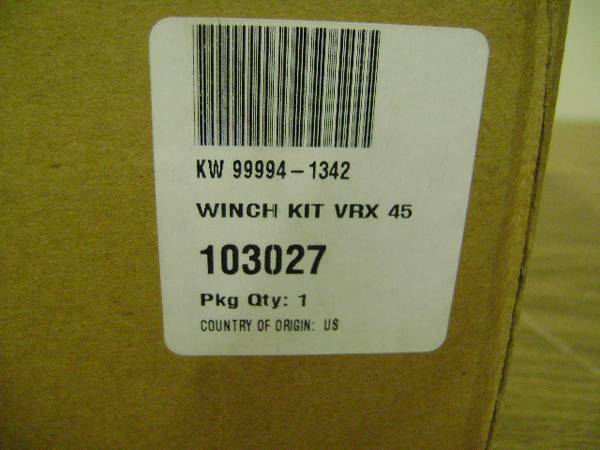 KW 99994-1342
WINCH KIT VRX 45
103027
Pkg Qty: 1
COUNTRY OF ORIGIN: US